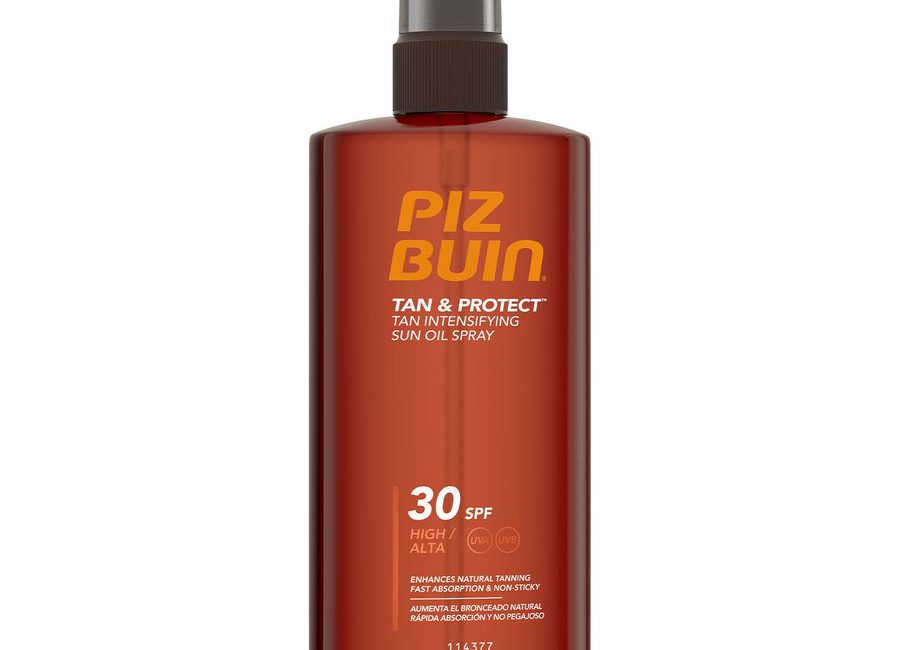 PIZ
BUIN®
TAN & PROTECT™
TAN INTENSIFYING
SUN OIL SPRAY
30 SPF
HIGH /
ALTA
UVA UVB
ENHANCES NATURAL TANNING
FAST ABSORPTION & NON-STICKY
AUMENTA EL BRONCEADO NATURAL
RÁPIDA ABSORCIÓN Y NO PEGAJOSO
114377